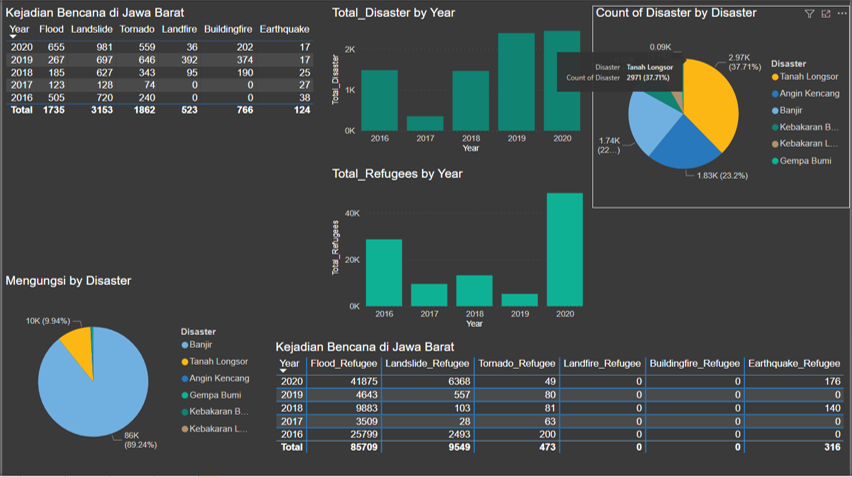 Kejadian Bencana di Jawa Barat
Year Flood Landslide Tornado Landfire Buildingfire Earthquake
2020 655 981 559 36 202 17
2019 267 697 646 392 374 17
2018 185 627 343 95 190 25
2017 123 128 74 0 0 27
2016 505 720 240 0 0 38
Total 1735 3153 1862 523 766 124
Total_Disaster by Year
Total_Disaster
2K
1K
0K
2016 2017 2018 2019 2020
Year
Count of Disaster by Disaster
0.09K
2.97K
(37.71%)
Disaster Tanah Longsor
Count of Disaster 2971 (37.71%)
1.74K
(22...)
1.83K (23.2%)
Disaster
Tanah Longsor
Angin Kencang
Banjir
Kebakaran B...
Kebakaran L...
Gempa Bumi
Total_Refugees by Year
Total_Refugees
40K
20K
0K
2016 2017 2018 2019 2020
Year
Mengungsi by Disaster
10K (9.94%)
86K
(89.24%)
Disaster
Banjir
Tanah Longsor
Angin Kencang
Gempa Bumi
Kebakaran B...
Kebakaran L...
Kejadian Bencana di Jawa Barat
Year Flood_Refugee Landslide_Refugee Tornado_Refugee Landfire_Refugee Buildingfire_Refugee Earthquake_Refugee
2020 41875 6368 49 0 0 176
2019 4643 557 80 0 0 0
2018 9883 103 81 0 0 140
2017 3509 28 63 0 0 0
2016 25799 2493 200 0 0 0
Total 85709 9549 473 0 0 316